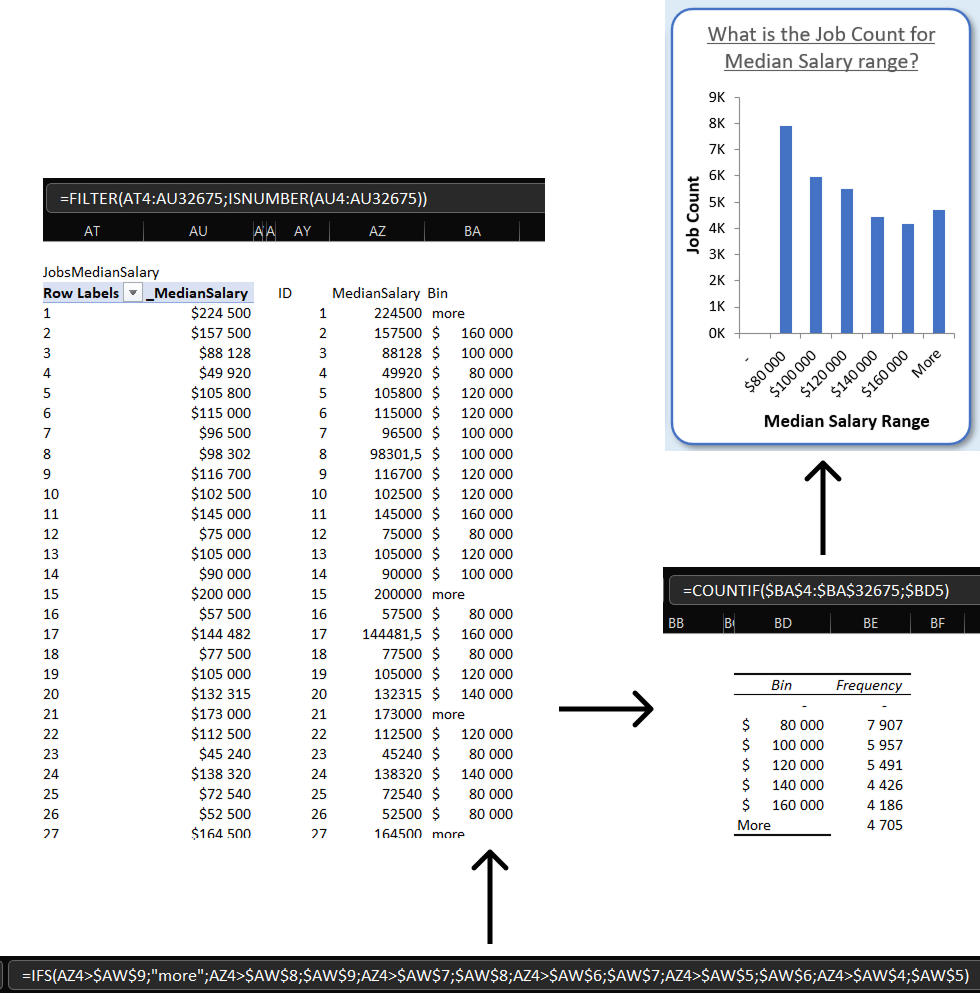 What is the Job Count for
Median Salary range?
9K
8K
7K
6K
5K
4K
3K
2K
1K
0K
Job Count
- $80 000 $100 000 $120 000 $140 000 $160 000 More
Median Salary Range
=FILTER(AT4:AU32675;ISNUMBER(AU4:AU32675))
AT AU A A AY AZ BA
JobsMedianSalary
Row Labels _MedianSalary ID MedianSalary Bin
1 $224 500 1 224500 more
2 $157 500 2 157500 $ 160 000
3 $88 128 3 88128 $ 100 000
4 $49 920 4 49920 $ 80 000
5 $105 800 5 105800 $ 120 000
6 $115 000 6 115000 $ 120 000
7 $96 500 7 96500 $ 100 000
8 $98 302 8 98301,5 $ 100 000
9 $116 700 9 116700 $ 120 000
10 $102 500 10 102500 $ 120 000
11 $145 000 11 145000 $ 160 000
12 $75 000 12 75000 $ 80 000
13 $105 000 13 105000 $ 120 000
14 $90 000 14 90000 $ 100 000
15 $200 000 15 200000 more
16 $57 500 16 57500 $ 80 000
17 $144 482 17 144481,5 $ 160 000
18 $77 500 18 77500 $ 80 000
19 $105 000 19 105000 $ 120 000
20 $132 315 20 132315 $ 140 000
21 $173 000 21 173000 more
22 $112 500 22 112500 $ 120 000
23 $45 240 23 45240 $ 80 000
24 $138 320 24 138320 $ 140 000
25 $72 540 25 72540 $ 80 000
26 $52 500 26 52500 $ 80 000
27 $164 500 27 164500 more
=COUNTIF($BA$4:$BA$32675;$BD5)
BB B BD BE BF
Bin Frequency
- -
$ 80 000 7 907
$ 100 000 5 957
$ 120 000 5 491
$ 140 000 4 426
$ 160 000 4 186
More 4 705
=IFS(AZ4>$AW$9;"more";AZ4>$AW$8;$AW$9;AZ4>$AW$7;$AW$8;AZ4>$AW$6;$AW$7;AZ4>$AW$5;$AW$6;AZ4>$AW$4;$AW$5)